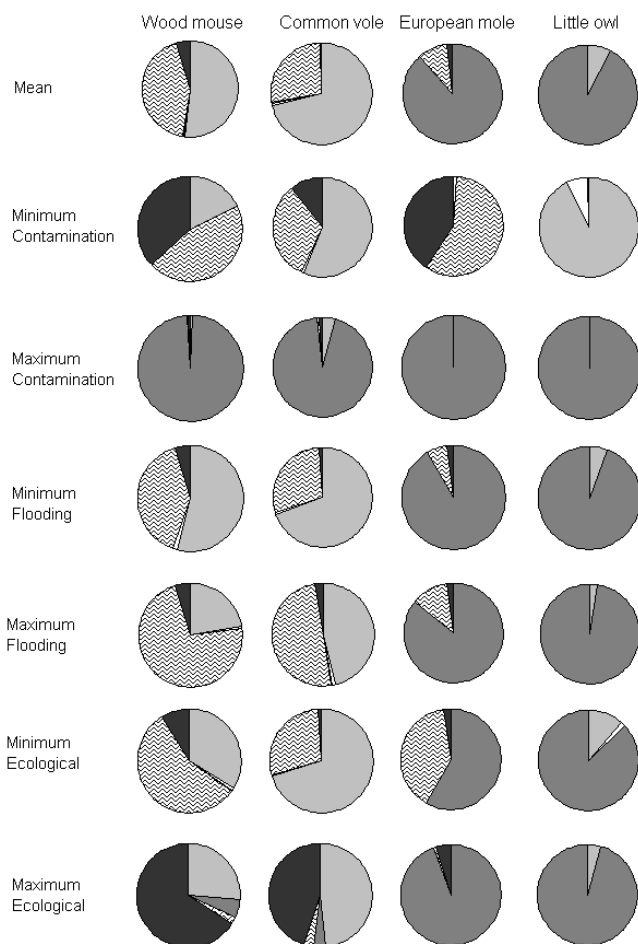 Wood mouse Common vole European mole Little owl
Mean
Minimum
Contamination
Maximum
Contamination
Minimum
Flooding
Maximum
Flooding
Minimum
Ecological
Maximum
Ecological